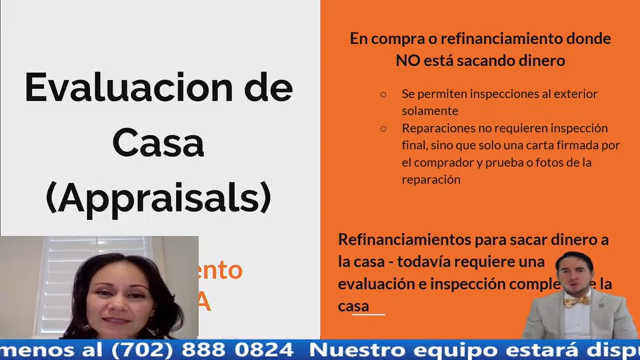 Evaluacion de
Casa
(Appraisals)
ento
A
En compra o refinanciamiento donde
NO está sacando dinero
○ Se permiten inspecciones al exterior
solamente
○ Reparaciones no requieren inspección
final, sino que solo una carta firmada por
el comprador y prueba o fotos de la
reparación
Refinanciamientos para sacar dinero a
la casa - todavía requiere una
evaluación e inspección comple e la
casa
menos al (702) 888 0824 Nuestro equipo estará disp